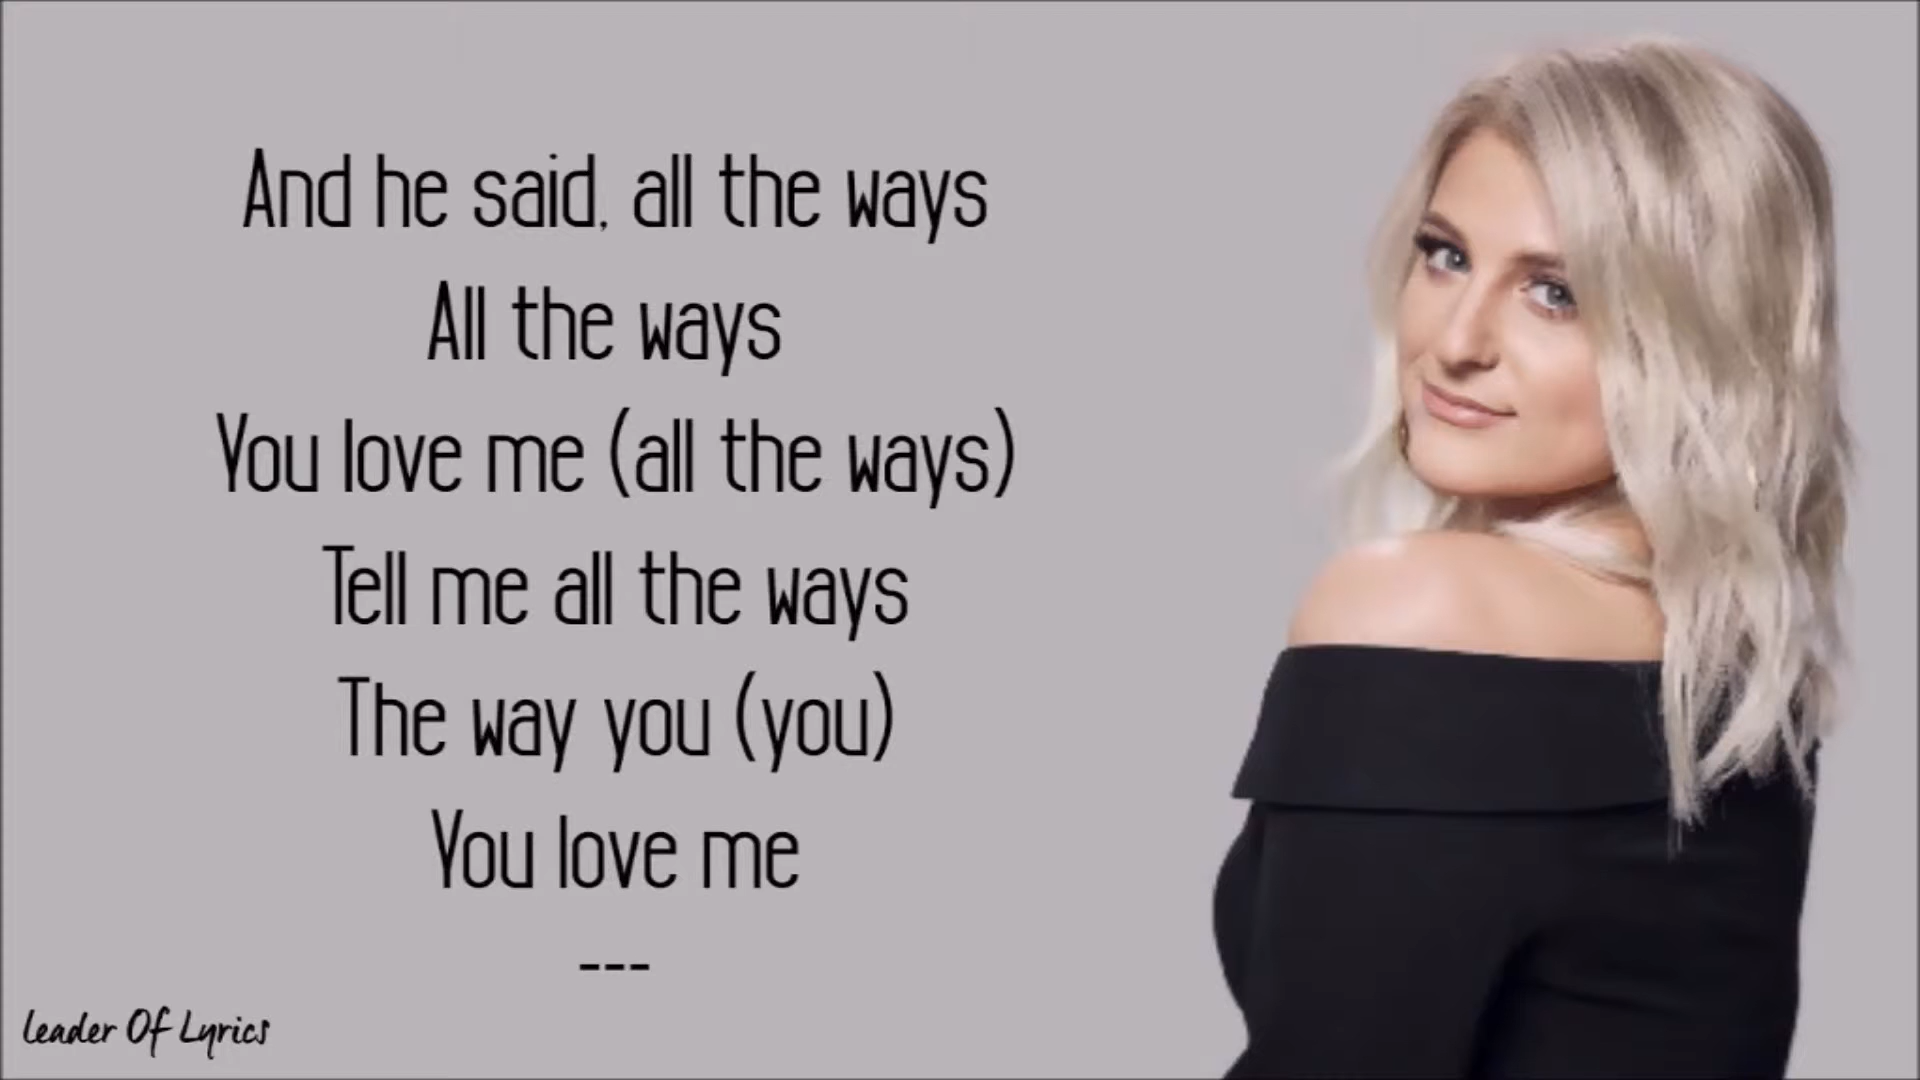 And he said, all the ways
All the ways
You love me (all the ways)
Tell me all the ways
The way you (you)
You love me
---
Leader Of Lyrics